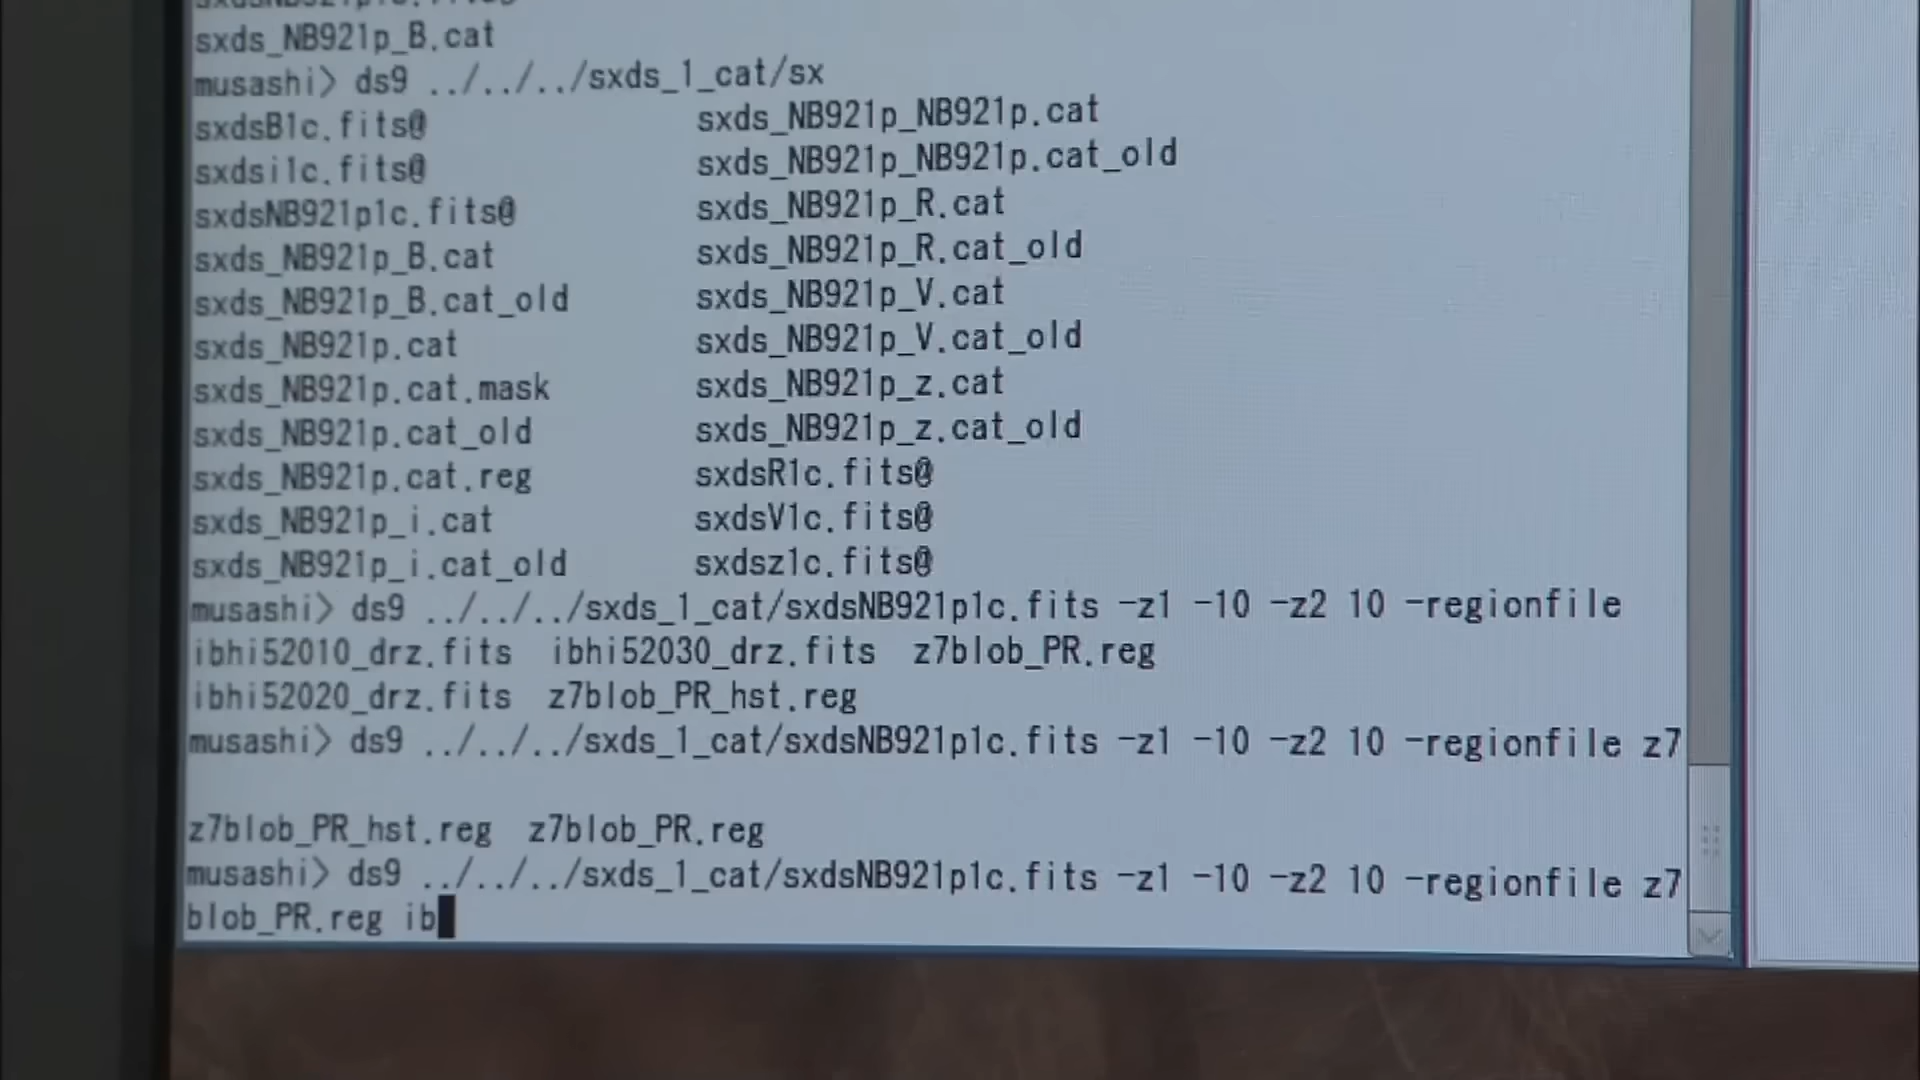 sxds_NB921p_B.cat
musashi> ds9 ../../../sxds_1_cat/sx
sxdsB1c.fits@ sxds_NB921p_NB921p.cat
sxdsi1c.fits@ sxds_NB921p_NB921p.cat_old
sxdsNB921p1c.fits@ sxds_NB921p_R.cat
sxds_NB921p_B.cat sxds_NB921p_R.cat_old
sxds_NB921p_B.cat_old sxds_NB921p_V.cat
sxds_NB921p.cat sxds_NB921p_V.cat_old
sxds_NB921p.cat.mask sxds_NB921p_z.cat
sxds_NB921p.cat_old sxds_NB921p_z.cat_old
sxds_NB921p.cat.reg sxdsR1c.fits@
sxds_NB921p_i.cat sxdsV1c.fits@
sxds_NB921p_i.cat_old sxdsz1c.fits@
musashi> ds9 ../../../sxds_1_cat/sxdsNB921p1c.fits -z1 -10 -z2 10 -regionfile
ibhi52010_drz.fits ibhi52030_drz.fits z7blob_PR.reg
ibhi52020_drz.fits z7blob_PR_hst.reg
musashi> ds9 ../../../sxds_1_cat/sxdsNB921p1c.fits -z1 -10 -z2 10 -regionfile z7
z7blob_PR_hst.reg z7blob_PR.reg
musashi> ds9 ../../../sxds_1_cat/sxdsNB921p1c.fits -z1 -10 -z2 10 -regionfile z7
blob_PR.reg ib